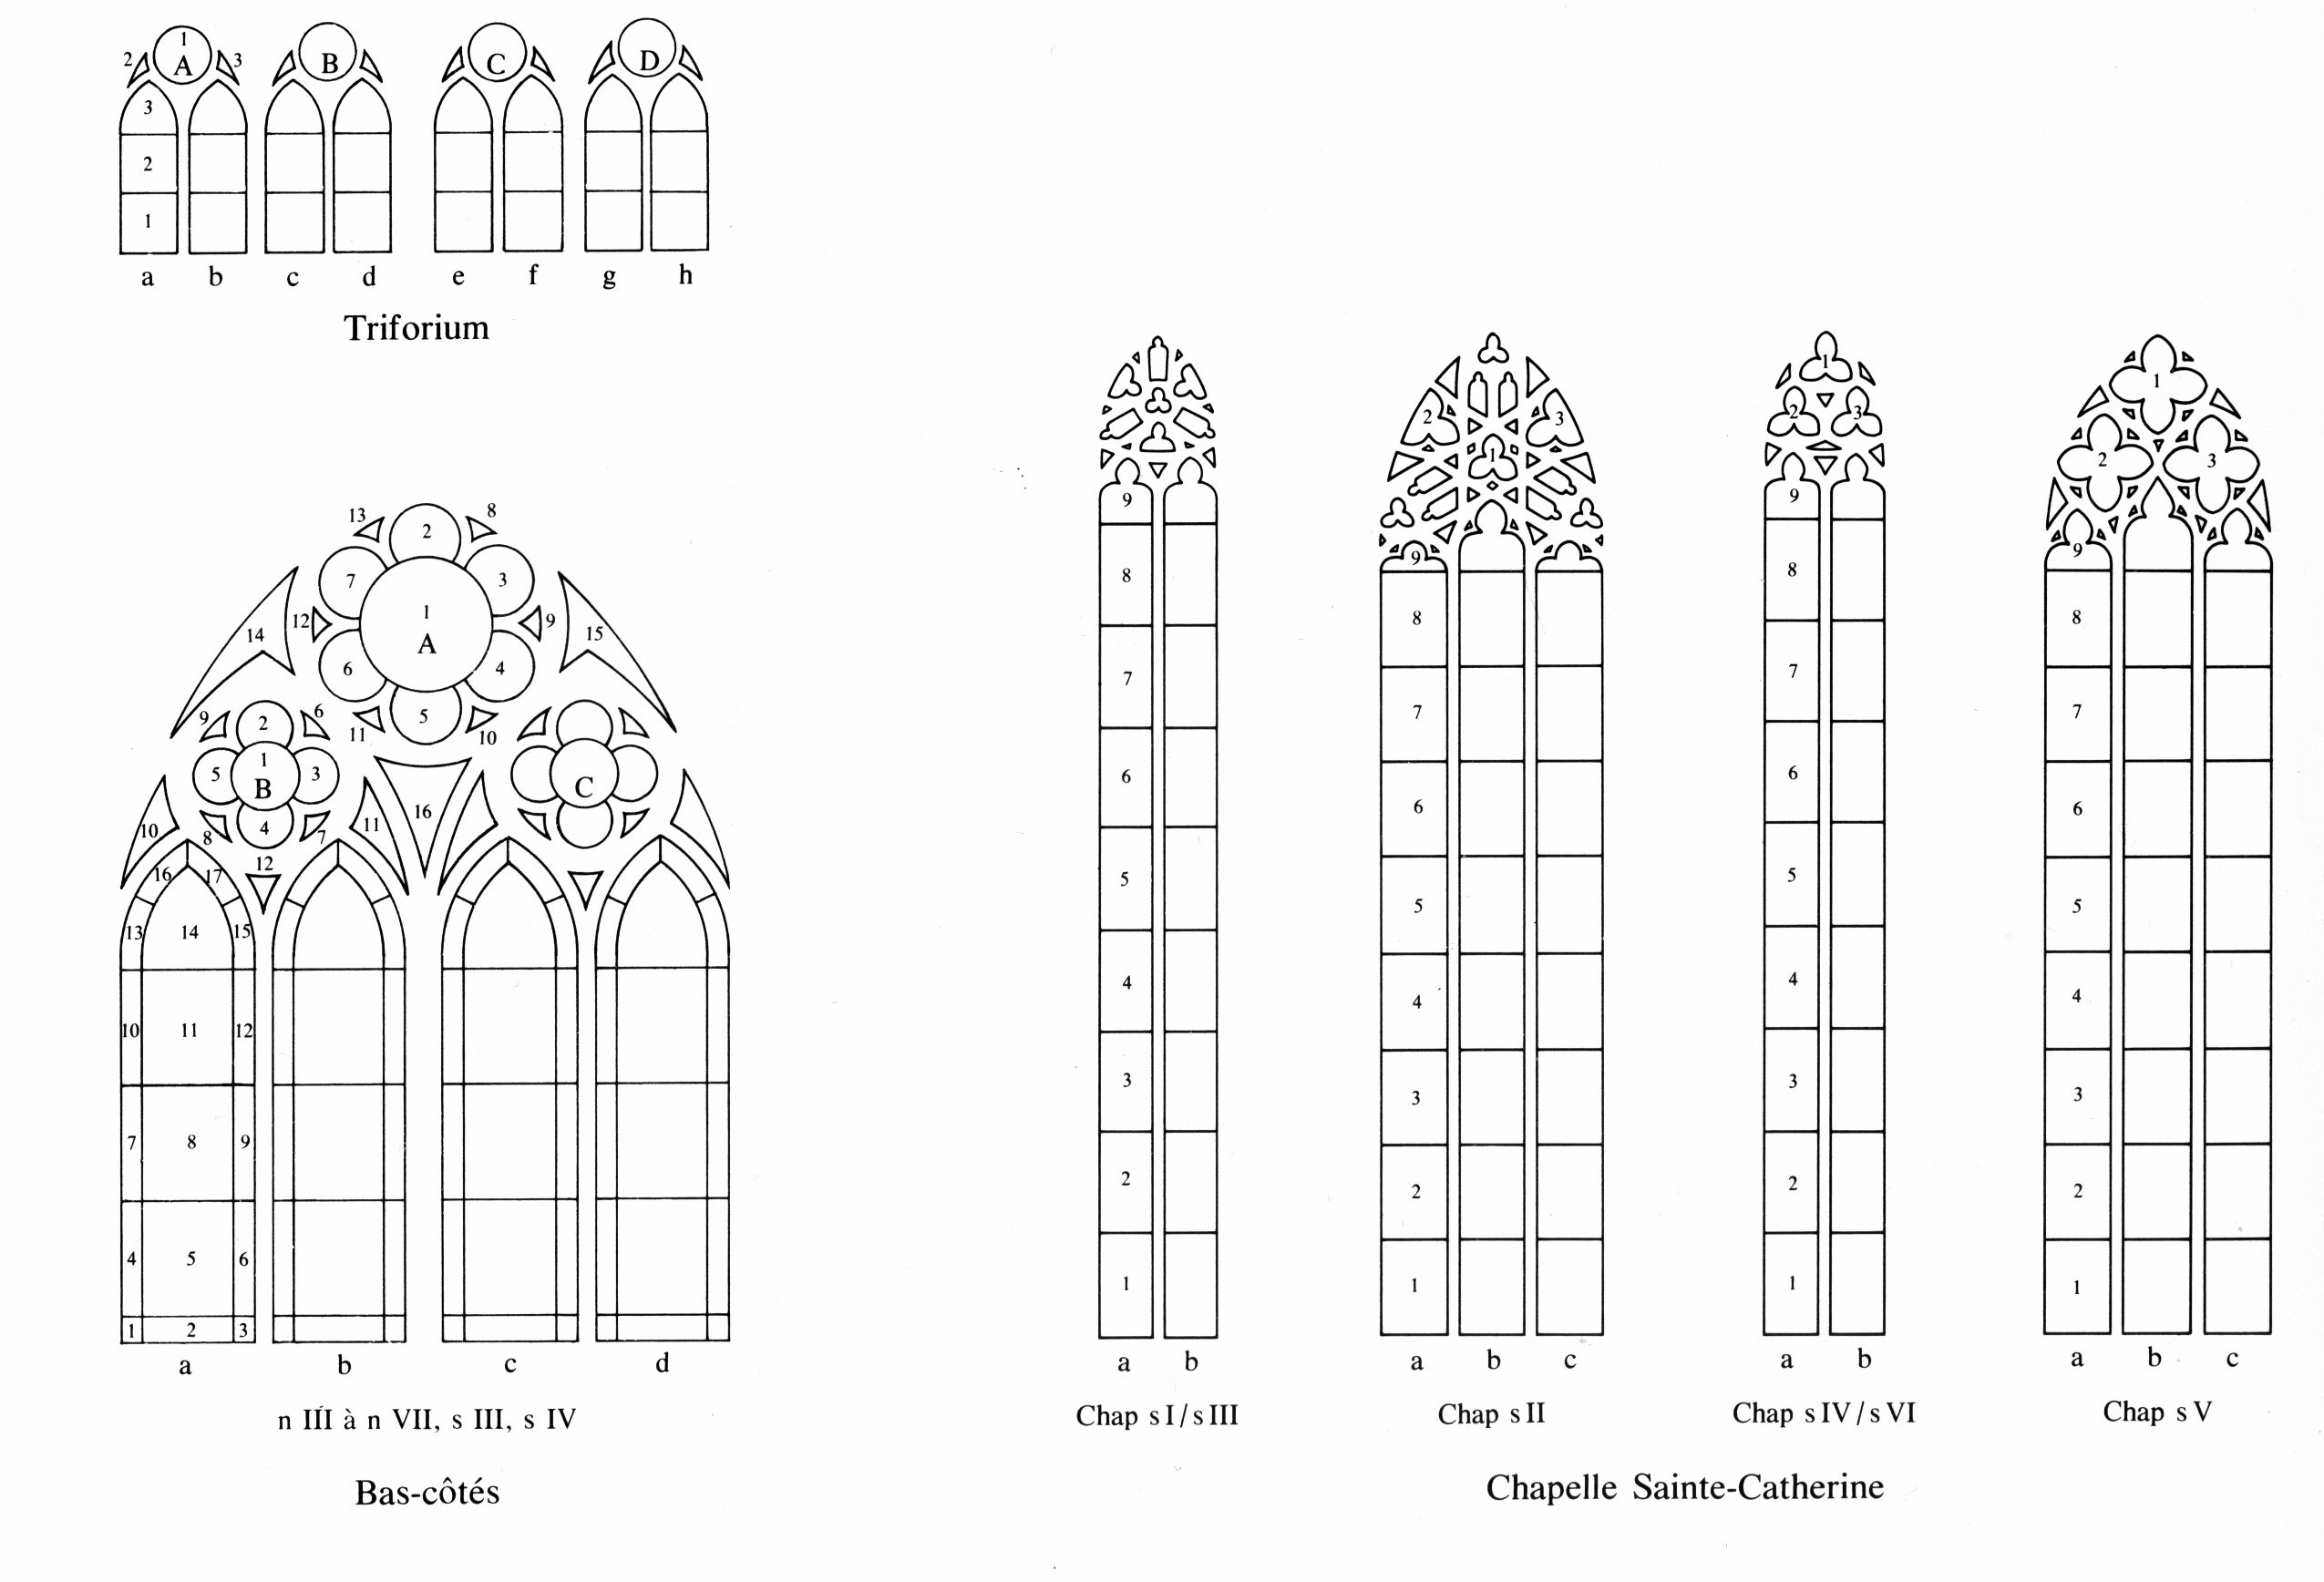 1
2 A 3 B C D
3
2
1
a b c d e f g h
Triforium
13 8
2
7 3
1
14 12 9 15
A
6 4
5
9 2 6 11 10
1
5 3
B C
10 8 4 7 11 16
12
16 17
13 14 15
10 11 12
7 8 9
4 5 6
1 2 3
a b c d
n III à n VII, s III, s IV
Bas-côtés
9
8
7
6
5
4
3
2
1
a b
Chap s I / s III
2 3
1
9
8
7
6
5
4
3
2
1
a b c
Chap s II
1
2 3
9
8
7
6
5
4
3
2
1
a b
Chap s IV / s VI
1
2 3
9
8
7
6
5
4
3
2
1
a b c
Chap s V
Chapelle Sainte-Catherine